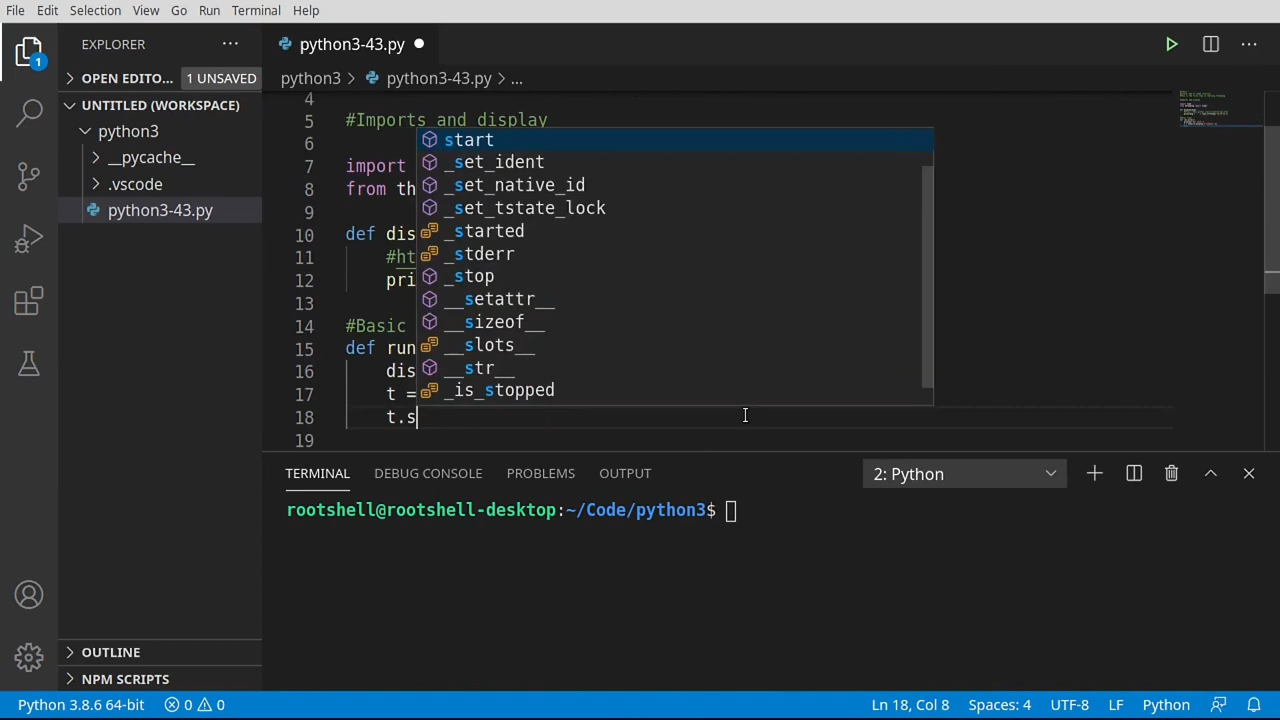 File Edit Selection View Go Run Terminal Help
EXPLORER
python3-43.py
OPEN EDITO... 1 UNSAVED
UNTITLED (WORKSPACE)
python3
__pycache__
.vscode
python3-43.py
python3 > python3-43.py > ...
4
5 #Imports and display
6
7 import
8 from th
9
10 def dis
11 #ht
12 pri
13
14 #Basic
15 def run
16 dis
17 t =
18 t.s
19
start
_set_ident
_set_native_id
_set_tstate_lock
_started
_stderr
_stop
__setattr__
__sizeof__
__slots__
__str__
_is_stopped
TERMINAL DEBUG CONSOLE PROBLEMS OUTPUT 2: Python
rootshell@rootshell-desktop:~/Code/python3$
OUTLINE
NPM SCRIPTS
1
Python 3.8.6 64-bit 0 0 Ln 18, Col 8 Spaces: 4 UTF-8 LF Python